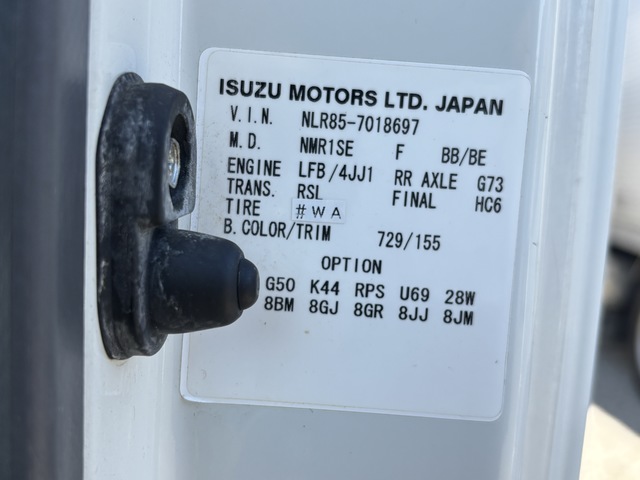 ISUZU MOTORS LTD. JAPAN
V.I.N. NLR85-7018697
M.D. NMR1SE F BB/BE
ENGINE LFB/4JJ1 RR AXLE G73
TRANS. RSL FINAL HC6
TIRE #WA
B.COLOR/TRIM 729/155
OPTION
G50 K44 RPS U69 28W
8BM 8GJ 8GR 8JJ 8JM